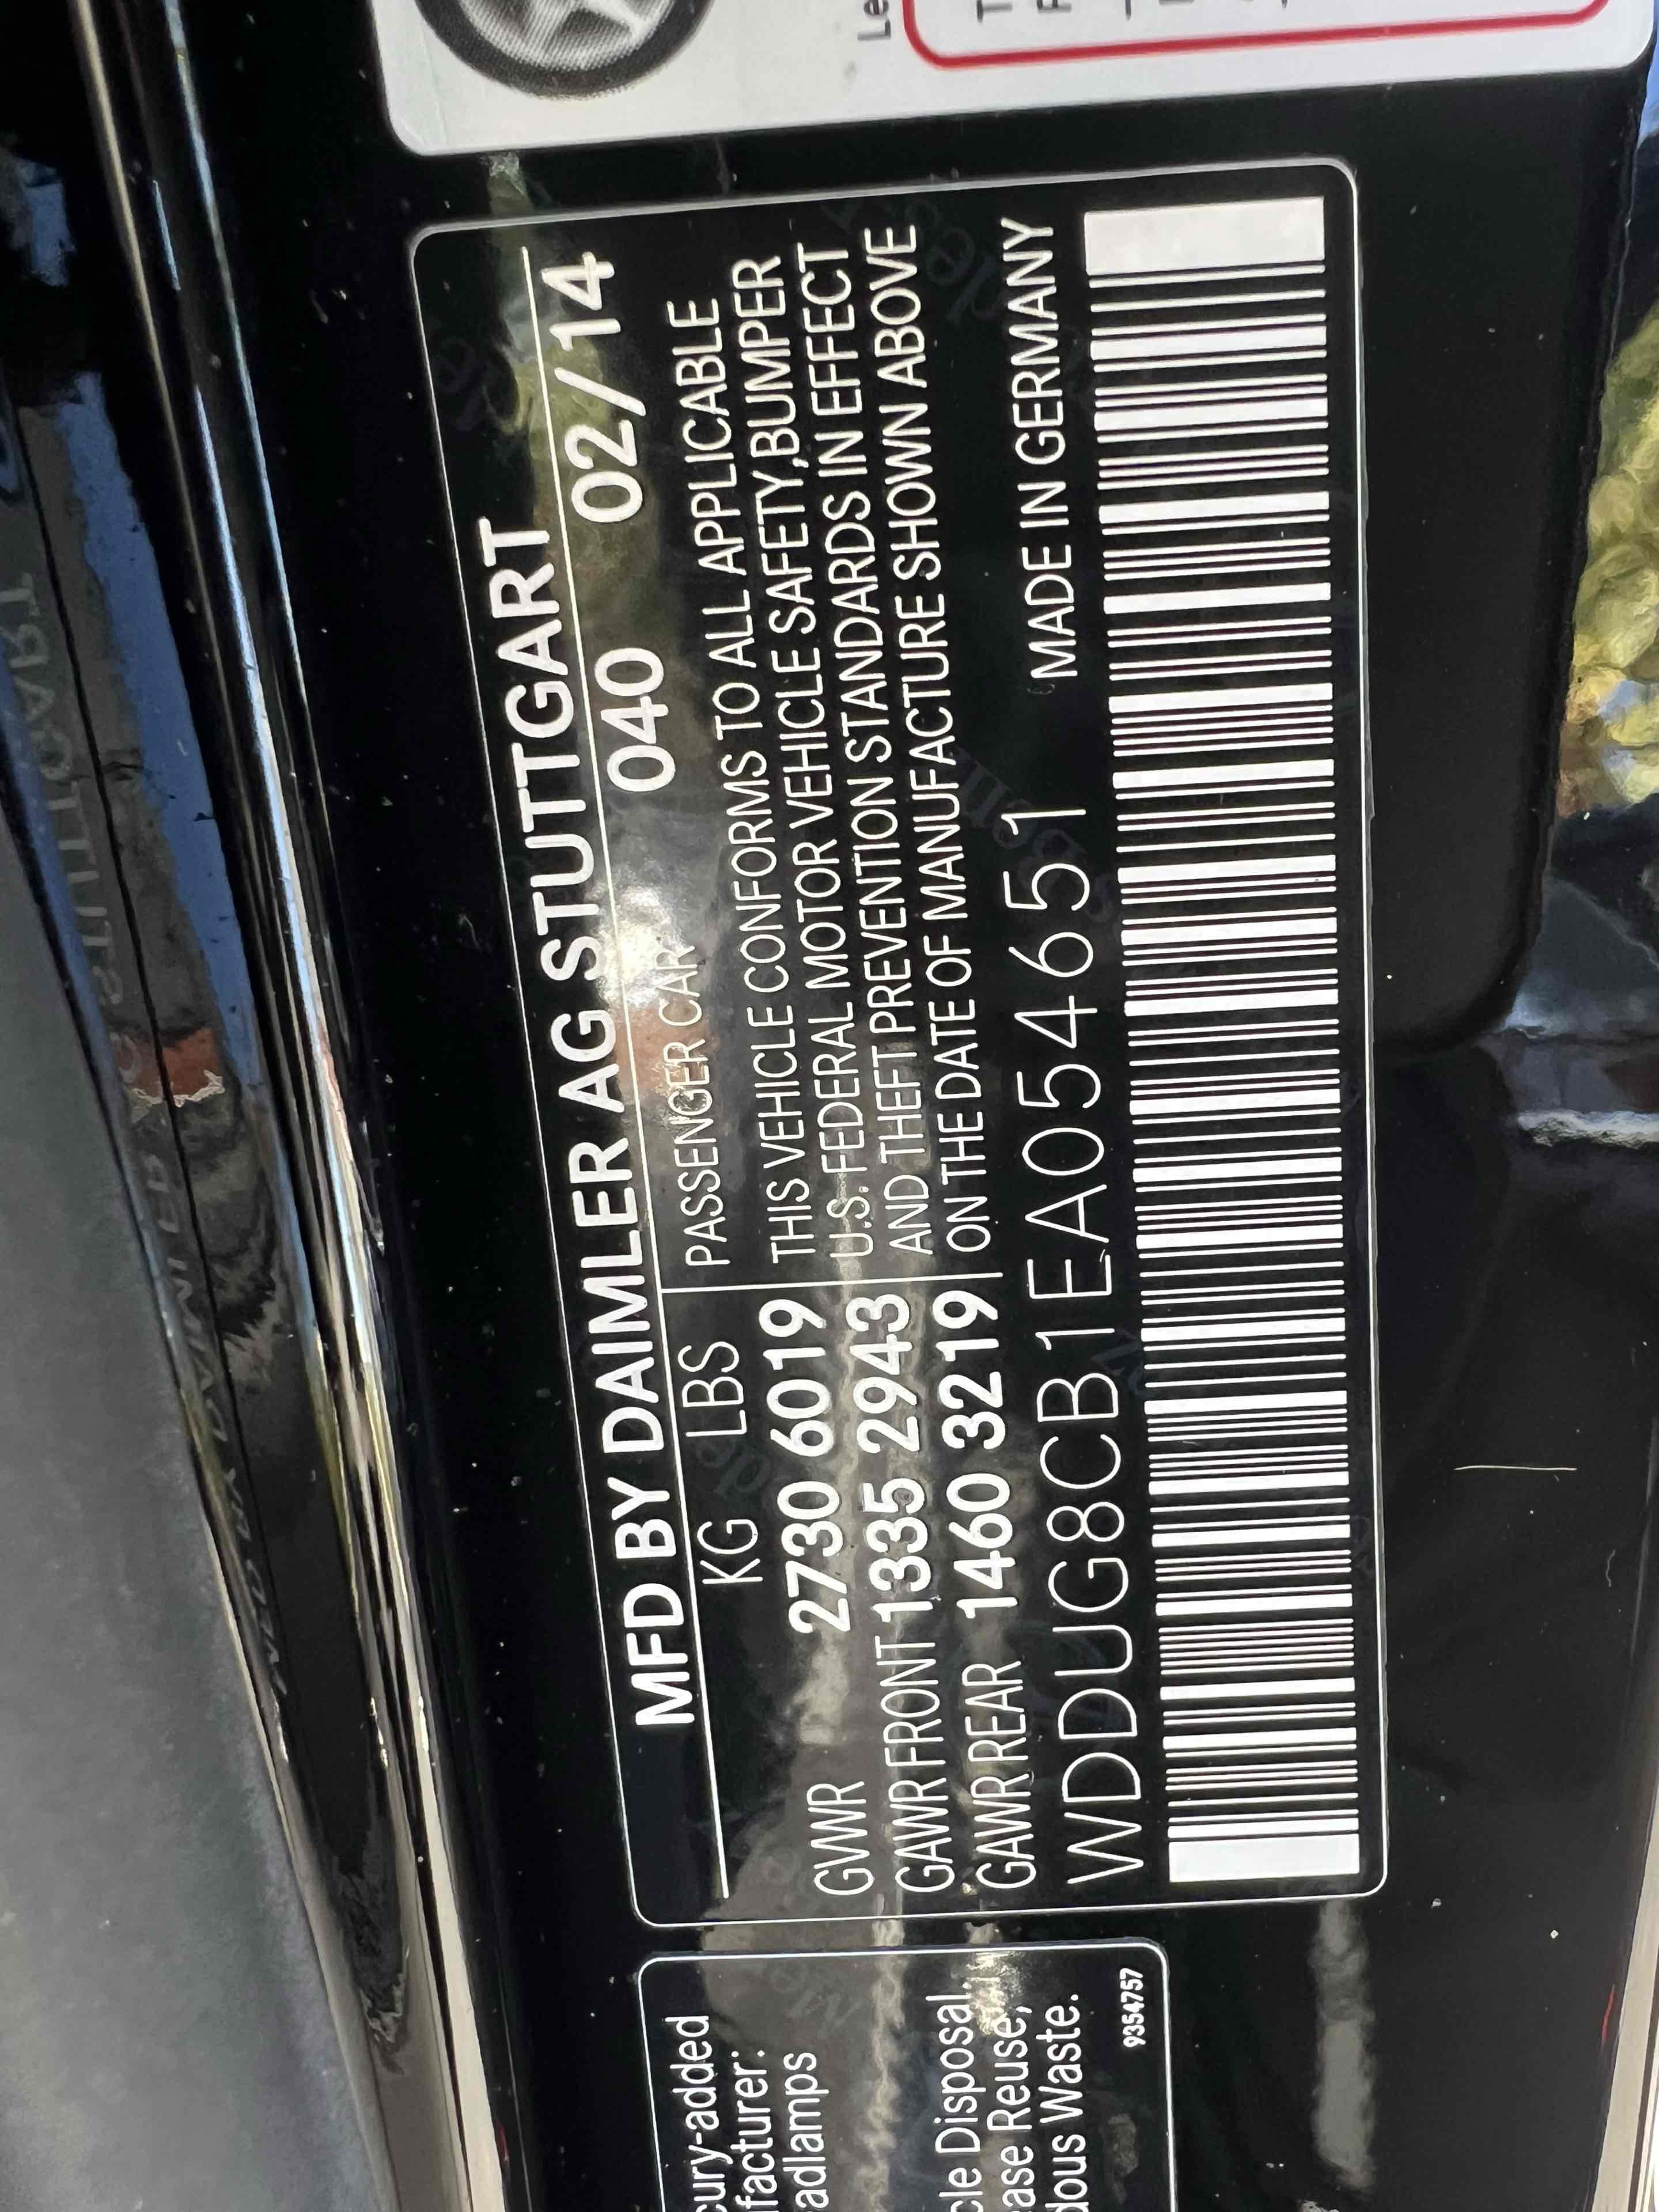 MFD BY DAIMLER AG STUTTGART
KG LBS 040 02/14
PASSENGER CAR
GVWR 2730 6019
GAWR FRONT 1335 2943
GAWR REAR 1460 3219
THIS VEHICLE CONFORMS TO ALL APPLICABLE
U.S. FEDERAL MOTOR VEHICLE SAFETY,BUMPER
AND THEFT PREVENTION STANDARDS IN EFFECT
ON THE DATE OF MANUFACTURE SHOWN ABOVE
WDDUG8CB1EA054651 MADE IN GERMANY
cury-added
facturer:
adlamps
cle Disposal.
ease Reuse,
dous Waste.
9354757
Le